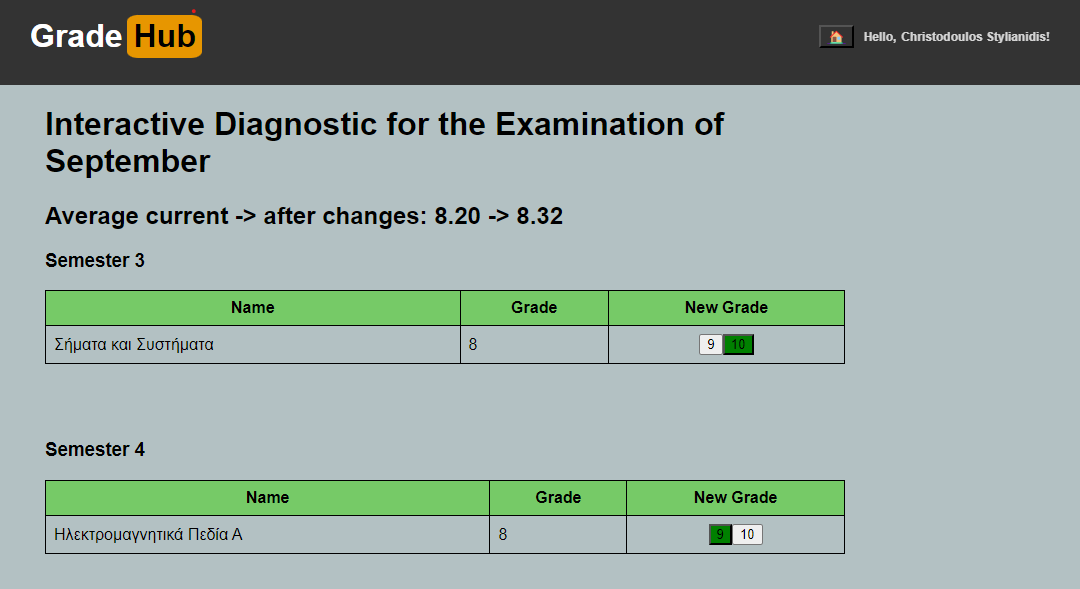 Grade Hub
Hello, Christodoulos Stylianidis!
Interactive Diagnostic for the Examination of
September
Average current -> after changes: 8.20 -> 8.32
Semester 3
Name Grade New Grade
Σήματα και Συστήματα 8 9 10
Semester 4
Name Grade New Grade
Ηλεκτρομαγνητικά Πεδία Α 8 9 10